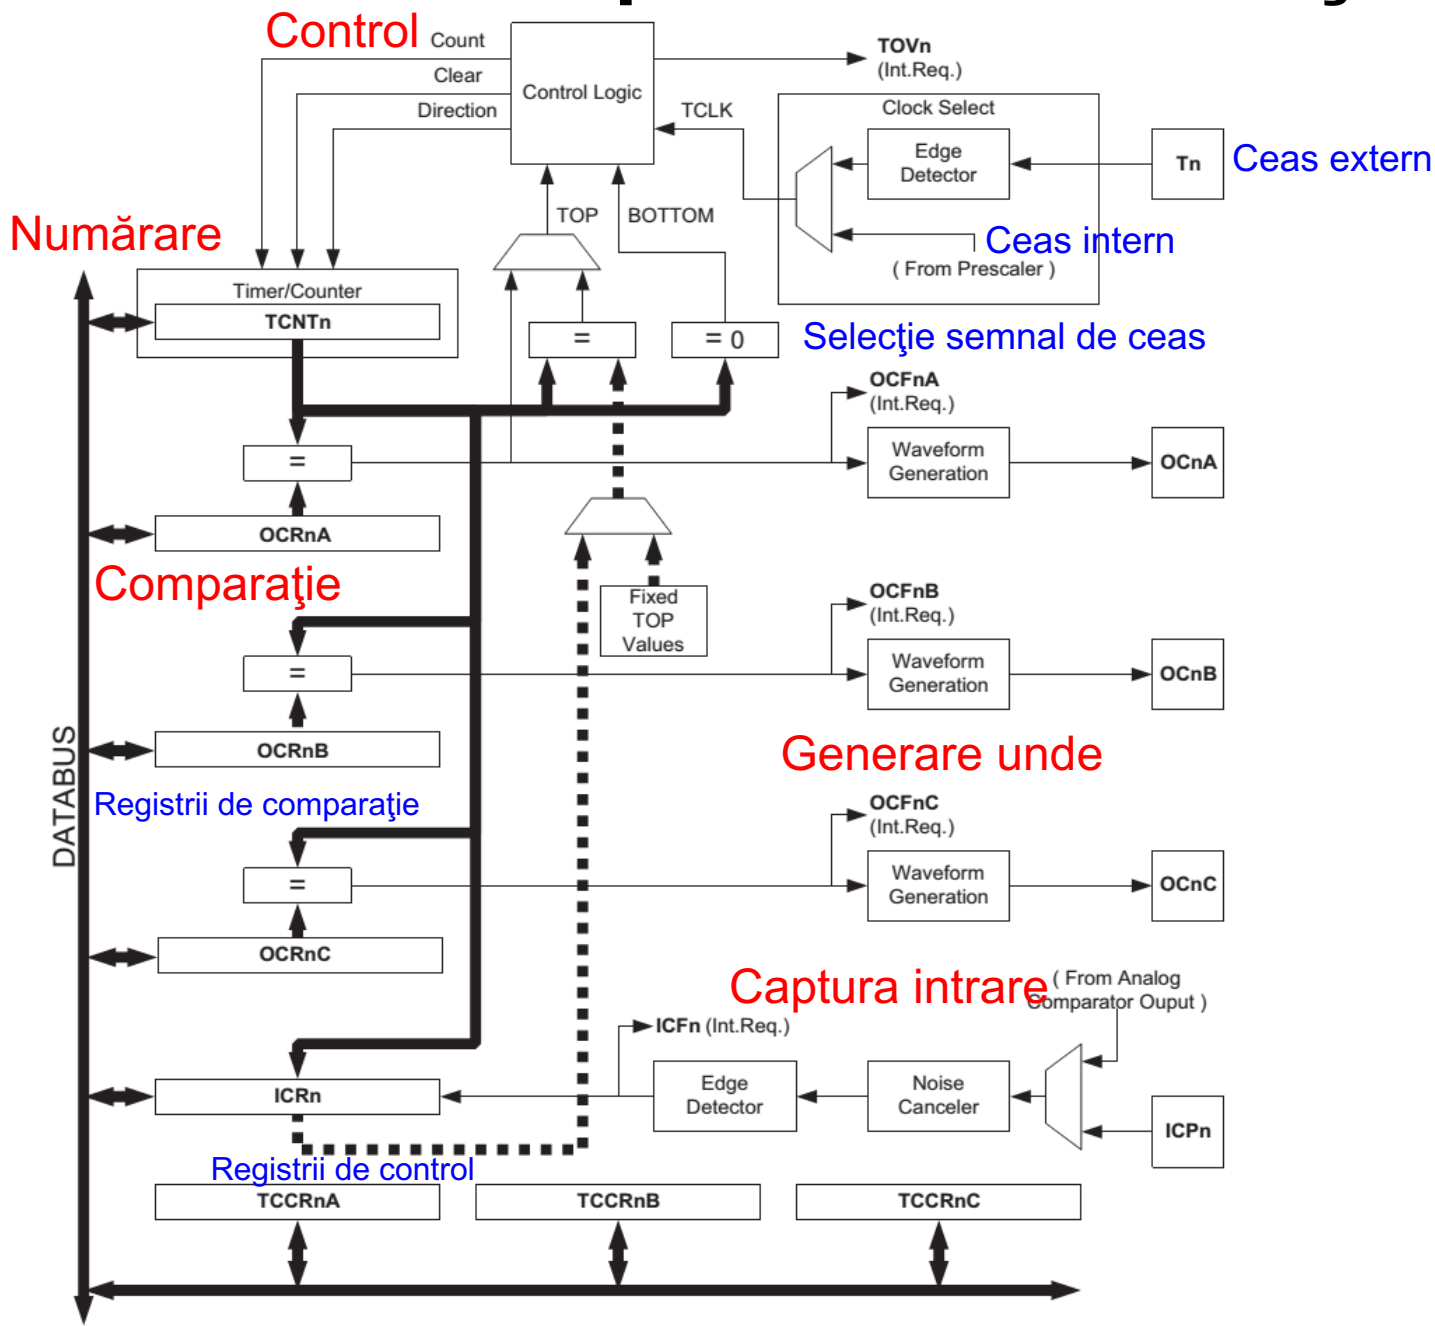 Control
Count
Clear
Direction
Control Logic
TOVn
(Int.Req.)
TCLK
Clock Select
Edge
Detector
Tn
Ceas extern
TOP
BOTTOM
Ceas intern
( From Prescaler )
Numărare
Timer/Counter
TCNTn
=
= 0
Selecţie semnal de ceas
OCFnA
(Int.Req.)
=
Waveform
Generation
OCnA
OCRnA
Comparaţie
Fixed
TOP
Values
OCFnB
(Int.Req.)
=
Waveform
Generation
OCnB
OCRnB
Generare unde
DATABUS
Registrii de comparaţie
OCFnC
(Int.Req.)
=
Waveform
Generation
OCnC
OCRnC
Captura intrare
( From Analog
Comparator Ouput )
ICFn (Int.Req.)
ICRn
Edge
Detector
Noise
Canceler
ICPn
Registrii de control
TCCRnA
TCCRnB
TCCRnC